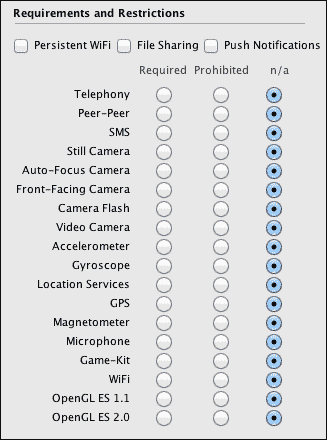 Requirements and Restrictions
Persistent WiFi File Sharing Push Notifications
Required Prohibited n/a
Telephony
Peer-Peer
SMS
Still Camera
Auto-Focus Camera
Front-Facing Camera
Camera Flash
Video Camera
Accelerometer
Gyroscope
Location Services
GPS
Magnetometer
Microphone
Game-Kit
WiFi
OpenGL ES 1.1
OpenGL ES 2.0